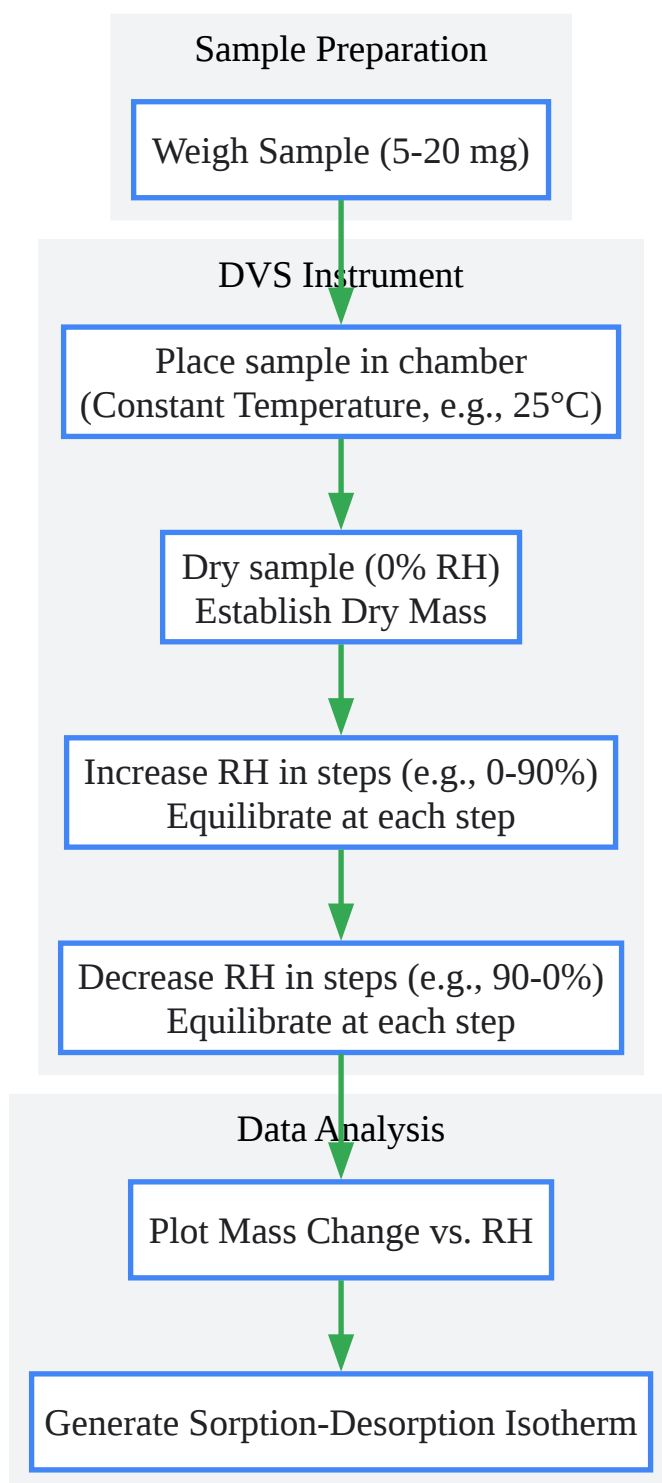 Sample Preparation
Weigh Sample (5-20 mg)
DVS Instrument
Place sample in chamber
(Constant Temperature, e.g., 25°C)
Dry sample (0% RH)
Establish Dry Mass
Increase RH in steps (e.g., 0-90%)
Equilibrate at each step
Decrease RH in steps (e.g., 90-0%)
Equilibrate at each step
Data Analysis
Plot Mass Change vs. RH
Generate Sorption-Desorption Isotherm